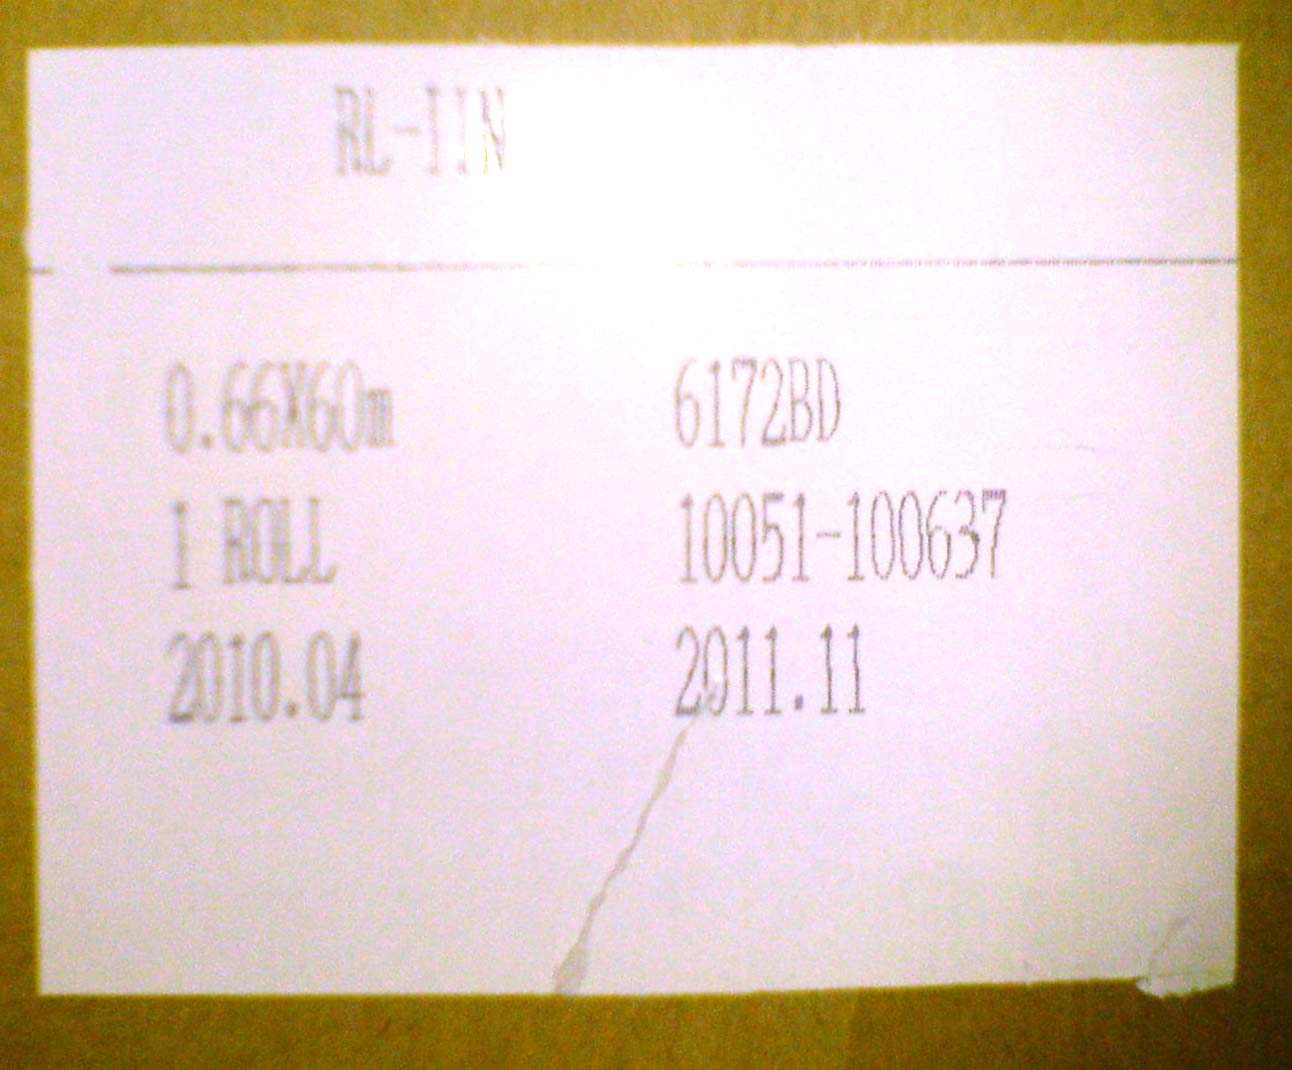 RL-IIN
0.66X60m 6172BD
1 ROLL 10051-100637
2010.04 2011.11